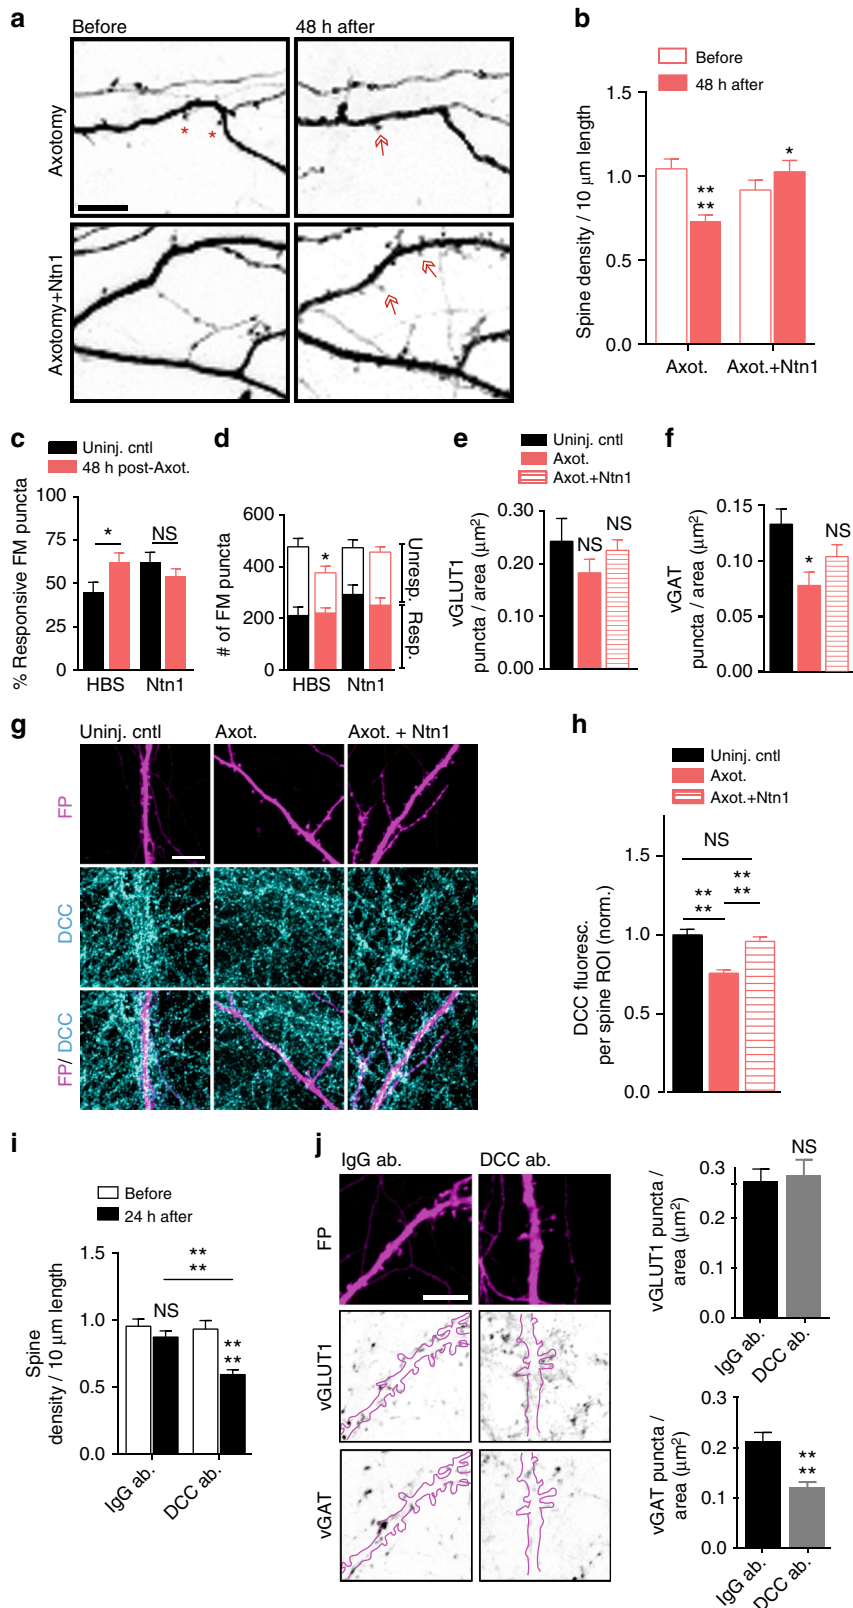 a
Before
48 h after
Axotomy
*
*
Axotomy+Ntn1
b
Before
48 h after
Spine density / 10 μm length
1.5
1.0
0.5
0.0
**
**
*
Axot.
Axot.+Ntn1
c
Uninj. cntl
48 h post-Axot.
% Responsive FM puncta
100
75
50
25
0
*
NS
HBS
Ntn1
d
# of FM puncta
600
400
200
0
*
Unresp.
Resp.
HBS
Ntn1
e
Uninj. cntl
Axot.
Axot.+Ntn1
vGLUT1
puncta / area (μm2)
0.30
0.20
0.10
0.00
NS
NS
f
vGAT
puncta / area (μm2)
0.15
0.10
0.05
0.00
*
NS
g
Uninj. cntl
Axot.
Axot. + Ntn1
FP
DCC
FP/ DCC
h
Uninj. cntl
Axot.
Axot.+Ntn1
DCC fluoresc.
per spine ROI (norm.)
1.5
1.0
0.5
0.0
NS
**
**
**
**
i
Before
24 h after
Spine
density / 10 μm length
1.5
1.0
0.5
0.0
NS
**
**
**
**
IgG ab.
DCC ab.
j
IgG ab.
DCC ab.
FP
vGLUT1
vGAT
vGLUT1 puncta /
area (μm2)
0.3
0.2
0.1
0.0
NS
IgG ab.
DCC ab.
vGAT puncta /
area (μm2)
0.2
0.1
0.0
**
**
IgG ab.
DCC ab.